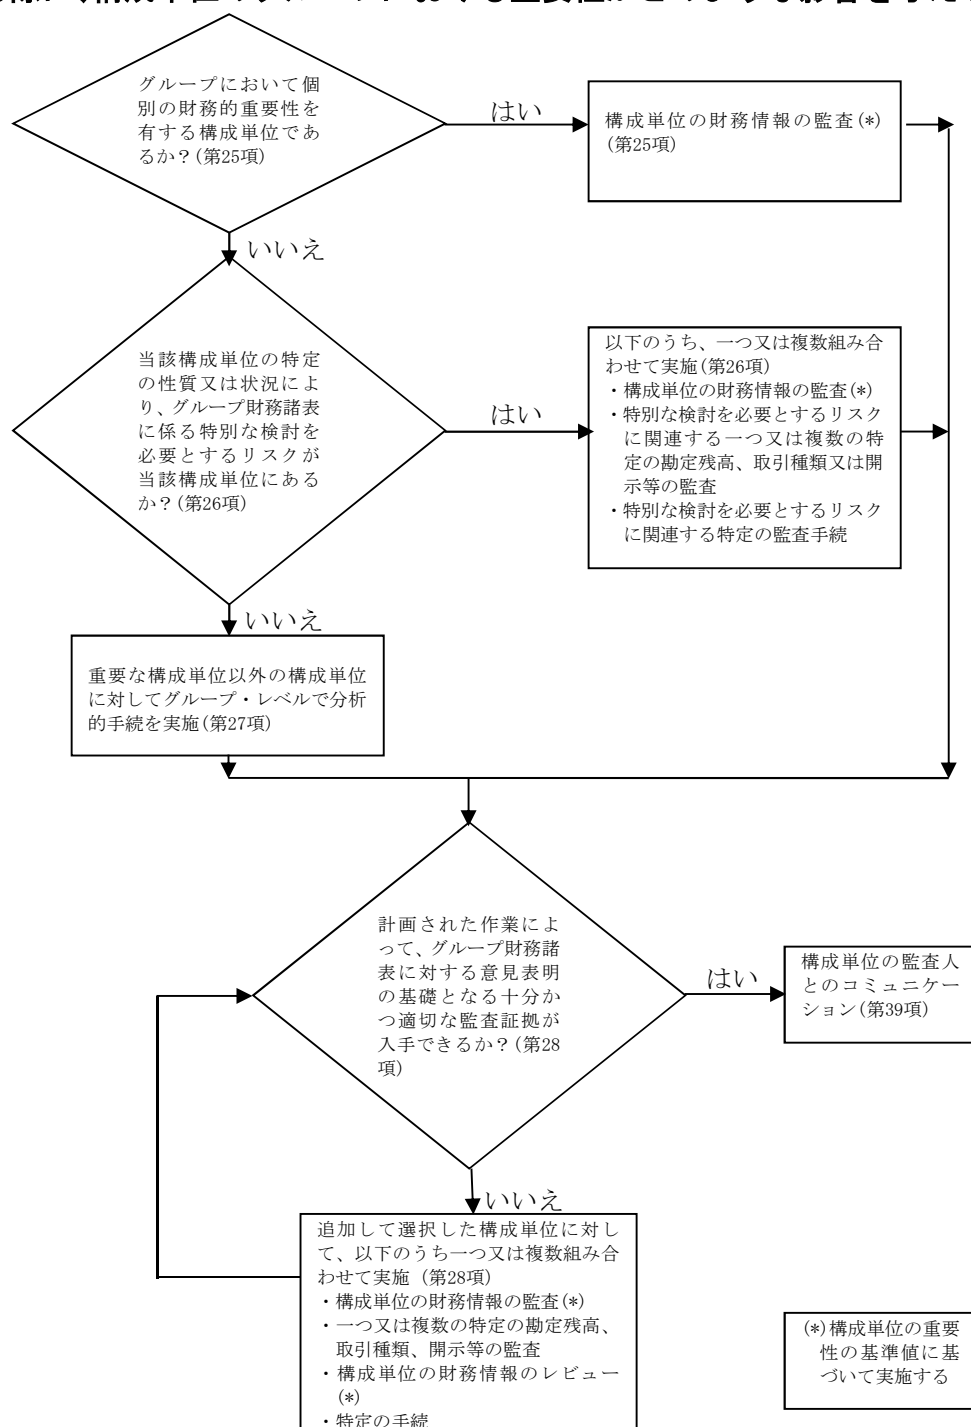 グループにおいて個
別の財務的重要性を
有する構成単位であ
るか？(第25項)
はい
構成単位の財務情報の監査(*)
(第25項)
いいえ
当該構成単位の特定
の性質又は状況によ
り、グループ財務諸表
に係る特別な検討を
必要とするリスクが
当該構成単位にある
か？(第26項)
はい
以下のうち、一つ又は複数組み合
わせて実施(第26項)
・構成単位の財務情報の監査(*)
・特別な検討を必要とするリスク
に関連する一つ又は複数の特
定の勘定残高、取引種類又は開
示等の監査
・特別な検討を必要とするリスク
に関連する特定の監査手続
いいえ
重要な構成単位以外の構成単位
に対してグループ・レベルで分析
的手続を実施(第27項)
計画された作業によ
って、グループ財務諸
表に対する意見表明
の基礎となる十分か
つ適切な監査証拠が
入手できるか？(第28
項)
はい
構成単位の監査人
とのコミュニケー
ション(第39項)
いいえ
追加して選択した構成単位に対し
て、以下のうち一つ又は複数組み合
わせて実施 (第28項)
・構成単位の財務情報の監査(*)
・一つ又は複数の特定の勘定残高、
取引種類、開示等の監査
・構成単位の財務情報のレビュー
(*)
・特定の手続
(*)構成単位の重要
性の基準値に基
づいて実施する